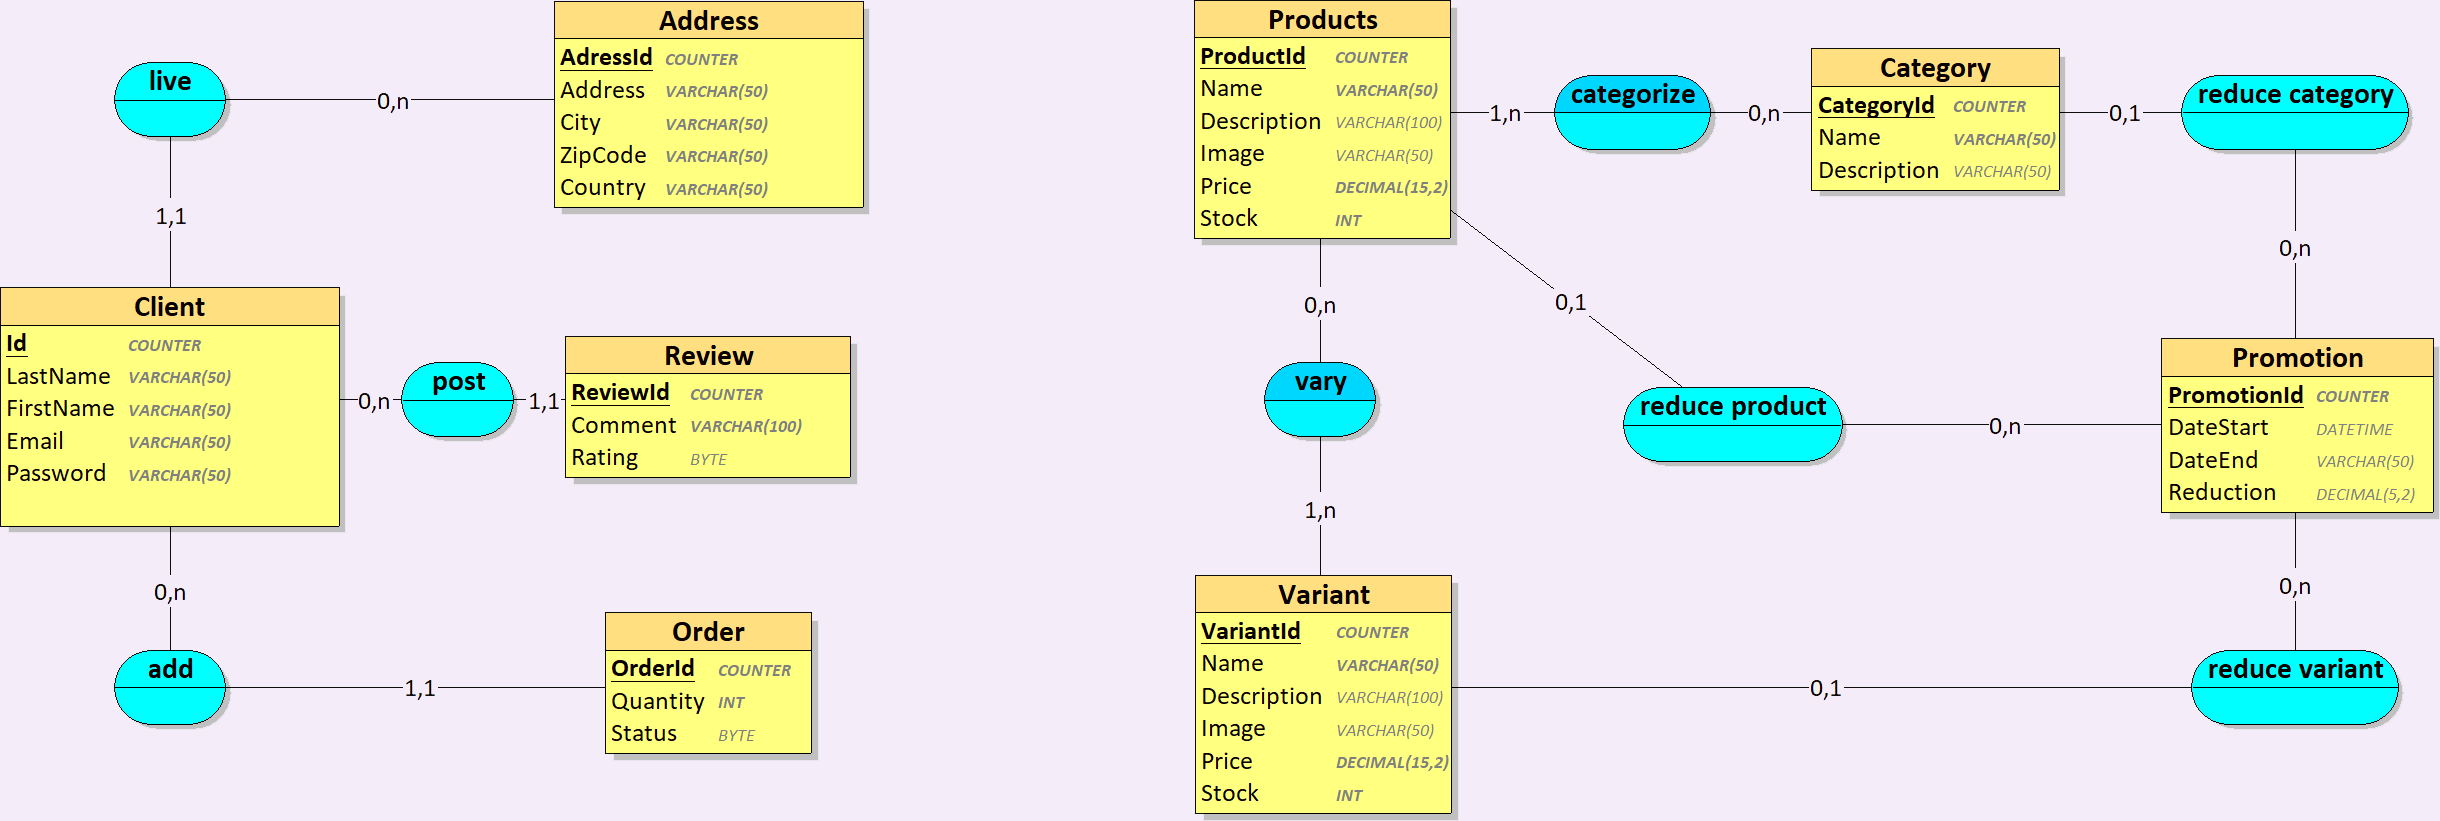 Address
AdressId COUNTER
Address VARCHAR(50)
City VARCHAR(50)
ZipCode VARCHAR(50)
Country VARCHAR(50)
live
0,n
1,1
Client
Id COUNTER
LastName VARCHAR(50)
FirstName VARCHAR(50)
Email VARCHAR(50)
Password VARCHAR(50)
0,n
post
1,1
Review
ReviewId COUNTER
Comment VARCHAR(100)
Rating BYTE
0,n
add
1,1
Order
OrderId COUNTER
Quantity INT
Status BYTE
Products
ProductId COUNTER
Name VARCHAR(50)
Description VARCHAR(100)
Image VARCHAR(50)
Price DECIMAL(15,2)
Stock INT
1,n
categorize
0,n
Category
CategoryId COUNTER
Name VARCHAR(50)
Description VARCHAR(50)
0,1
reduce category
0,n
0,n
0,1
vary
reduce product
0,n
Promotion
PromotionId COUNTER
DateStart DATETIME
DateEnd VARCHAR(50)
Reduction DECIMAL(5,2)
1,n
0,n
Variant
VariantId COUNTER
Name VARCHAR(50)
Description VARCHAR(100)
Image VARCHAR(50)
Price DECIMAL(15,2)
Stock INT
0,1
reduce variant